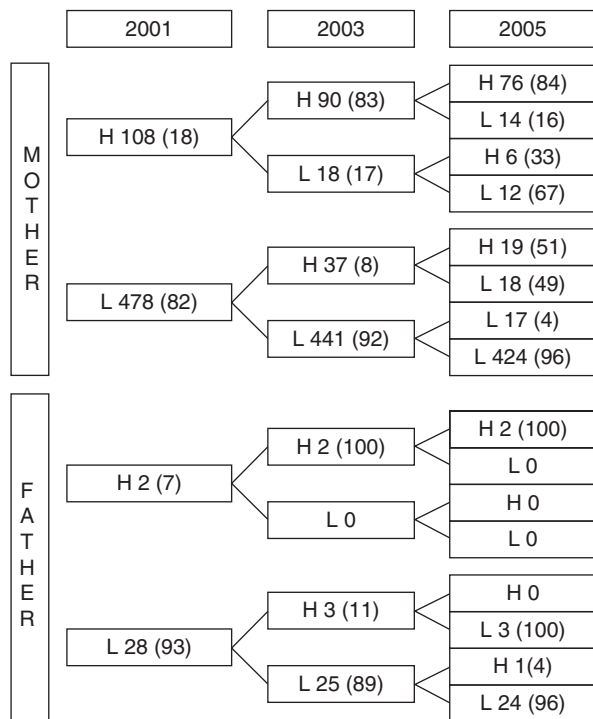 2001 2003 2005
MOTHER
H 108 (18)
H 90 (83)
H 76 (84)
L 14 (16)
L 18 (17)
H 6 (33)
L 12 (67)
L 478 (82)
H 37 (8)
H 19 (51)
L 18 (49)
L 441 (92)
L 17 (4)
L 424 (96)
FATHER
H 2 (7)
H 2 (100)
H 2 (100)
L 0
L 0
H 0
L 0
L 28 (93)
H 3 (11)
H 0
L 3 (100)
L 25 (89)
H 1(4)
L 24 (96)